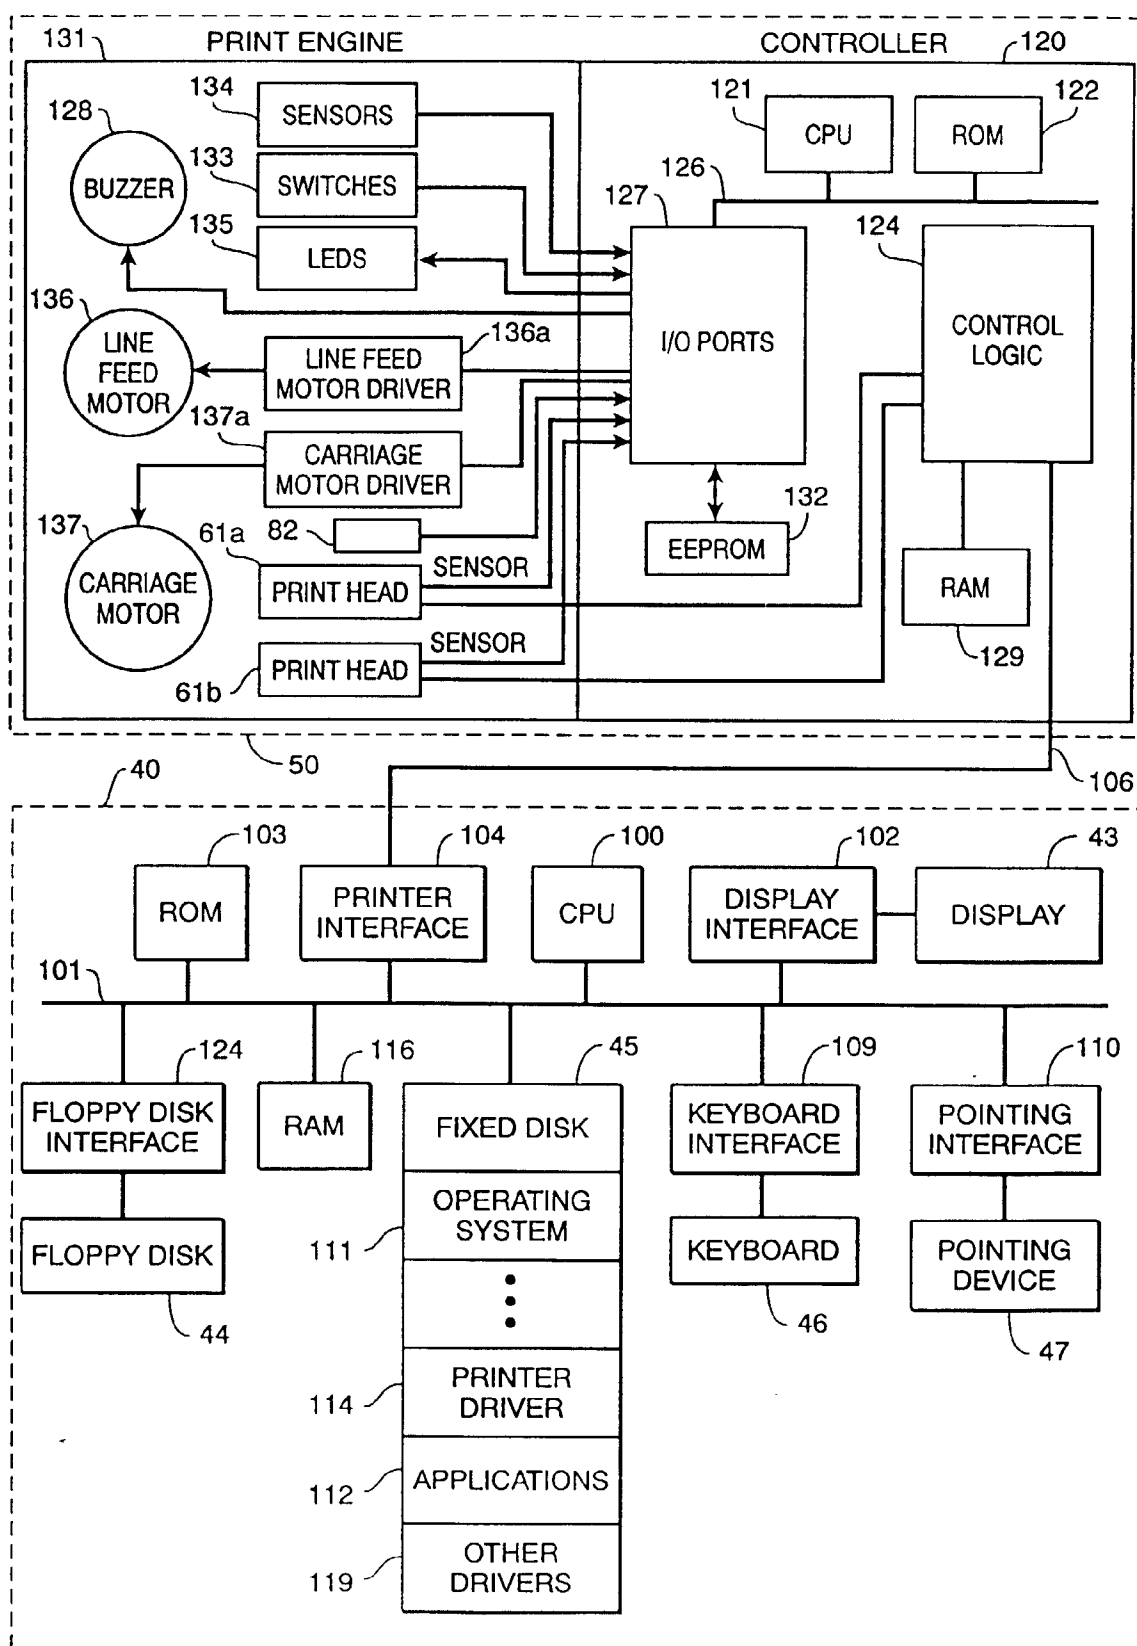 131
PRINT ENGINE
CONTROLLER
120
134
128
SENSORS
121
CPU
ROM
122
133
BUZZER
SWITCHES
126
127
124
135
LEDS
136
LINE
FEED
MOTOR
136a
LINE FEED
MOTOR DRIVER
I/O PORTS
CONTROL
LOGIC
137a
CARRIAGE
MOTOR DRIVER
137
82
61a
SENSOR
EEPROM
132
CARRIAGE
MOTOR
PRINT HEAD
RAM
SENSOR
PRINT HEAD
129
61b
50
106
40
103
104
100
102
43
ROM
PRINTER
INTERFACE
CPU
DISPLAY
INTERFACE
DISPLAY
101
124
116
45
109
110
FLOPPY DISK
INTERFACE
RAM
FIXED DISK
KEYBOARD
INTERFACE
POINTING
INTERFACE
OPERATING
SYSTEM
111
FLOPPY DISK
KEYBOARD
POINTING
DEVICE
44
46
47
PRINTER
DRIVER
114
APPLICATIONS
112
OTHER
DRIVERS
119